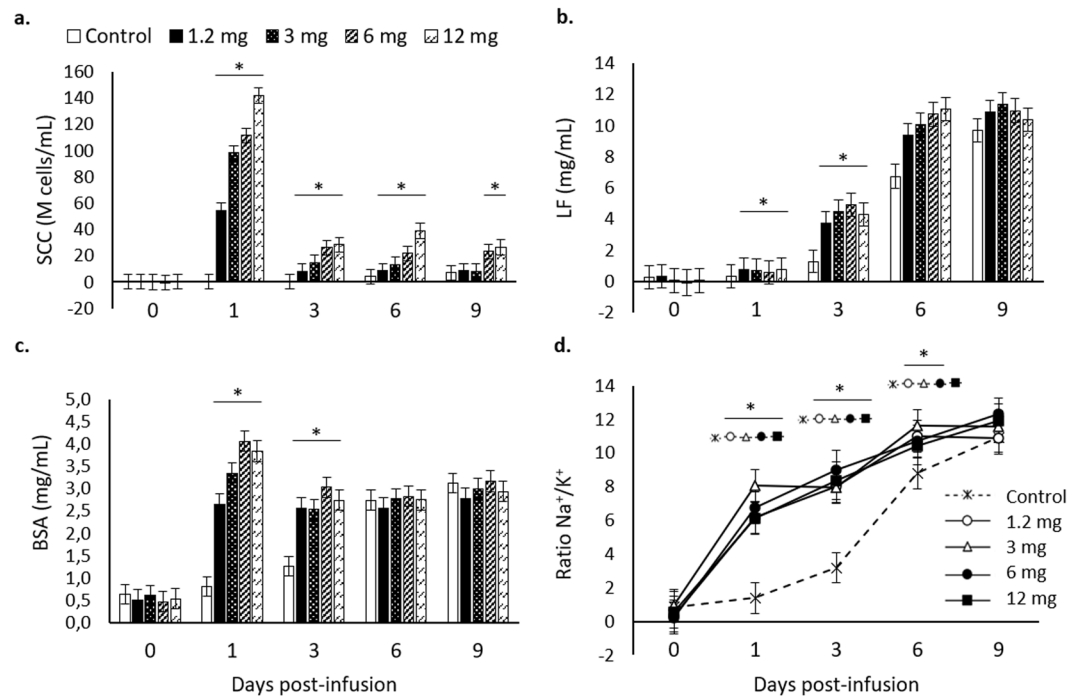 a.
Control 1.2 mg 3 mg 6 mg 12 mg
SCC (M cells/mL)
160
140
120
100
80
60
40
20
0
-20
* * * *
0 1 3 6 9
b.
LF (mg/mL)
14
12
10
8
6
4
2
0
-2
* *
0 1 3 6 9
Days post-infusion
c.
BSA (mg/mL)
5,0
4,5
4,0
3,5
3,0
2,5
2,0
1,5
1,0
0,5
0,0
* *
0 1 3 6 9
Days post-infusion
d.
Ratio Na⁺/K⁺
14
12
10
8
6
4
2
0
-2
* * *
Control
1.2 mg
3 mg
6 mg
12 mg
0 1 3 6 9
Days post-infusion